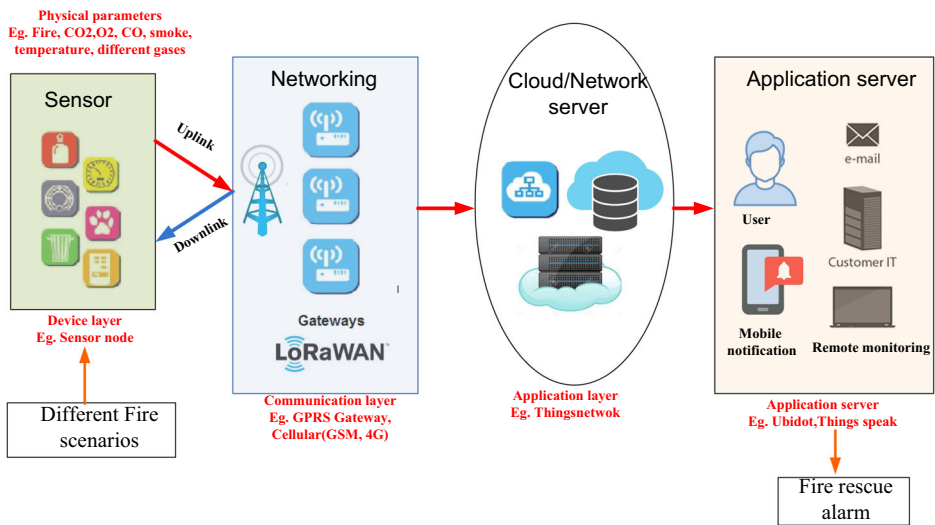 Physical parameters
Eg. Fire, CO2,O2, CO, smoke,
temperature, different gases
Sensor
Uplink
Downlink
Device layer
Eg. Sensor node
Different Fire
scenarios
Networking
Gateways
LoRaWAN™
Communication layer
Eg. GPRS Gateway,
Cellular(GSM, 4G)
Cloud/Network
server
Application layer
Eg. Thingsnetwok
Application server
User
e-mail
Customer IT
Mobile
notification
Remote monitoring
Application server
Eg. Ubidot,Things speak
Fire rescue
alarm